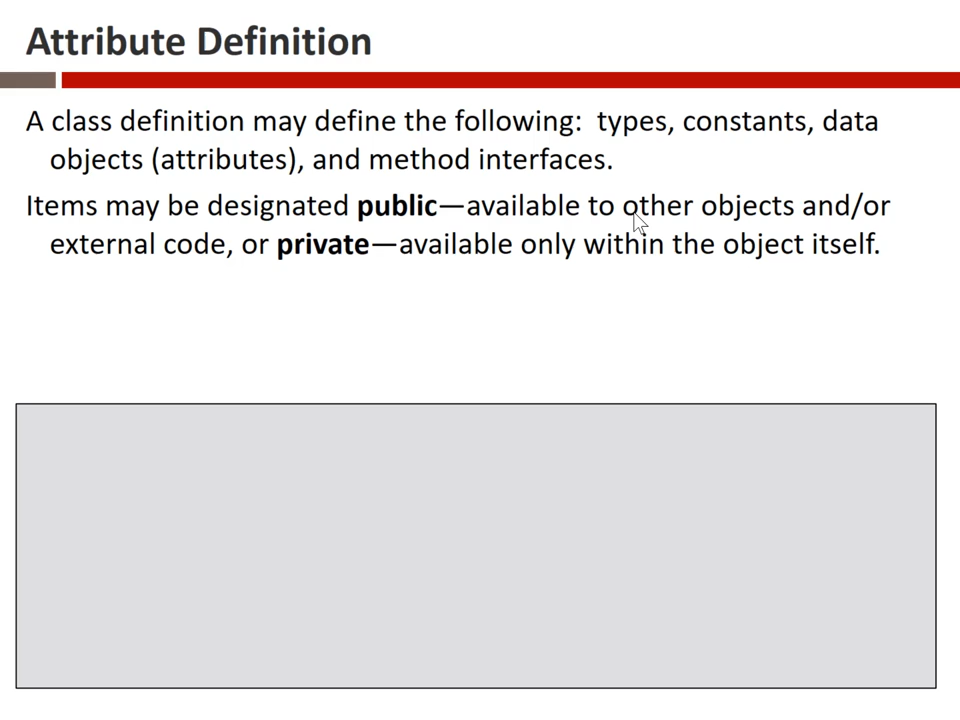 Attribute Definition
A class definition may define the following:  types, constants, data
objects (attributes), and method interfaces.
Items may be designated public—available to other objects and/or
external code, or private—available only within the object itself.